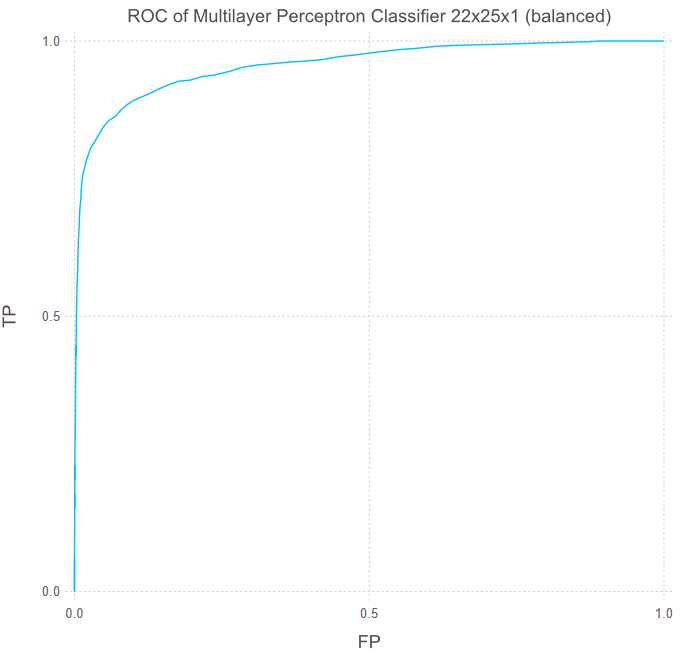 ROC of Multilayer Perceptron Classifier 22x25x1 (balanced)
1.0
0.5
0.0
TP
0.0 0.5 1.0
FP